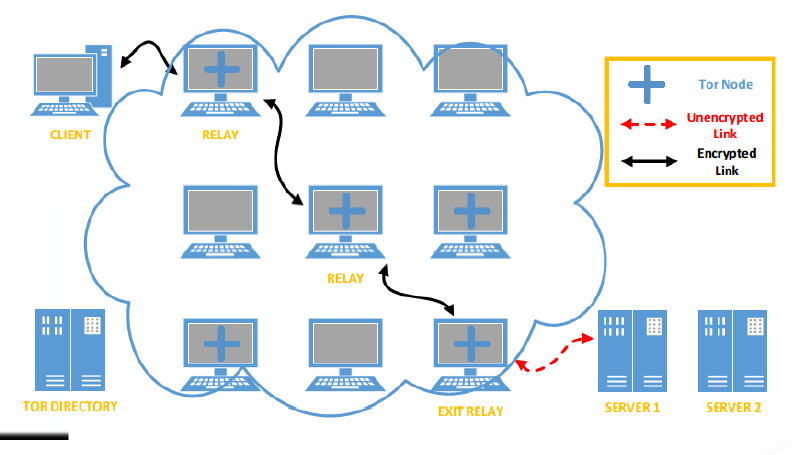 CLIENT
RELAY
Tor Node
Unencrypted
Link
Encrypted
Link
RELAY
TOR DIRECTORY
EXIT RELAY
SERVER 1
SERVER 2